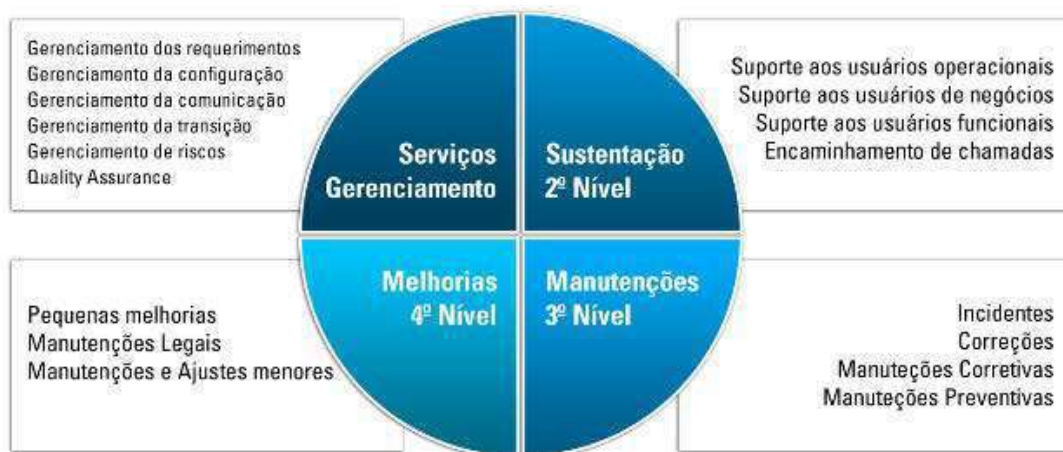 Gerenciamento dos requerimentos
Gerenciamento da configuração
Gerenciamento da comunicação
Gerenciamento da transição
Gerenciamento de riscos
Quality Assurance
Serviços
Gerenciamento
Sustentação
2º Nível
Suporte aos usuários operacionais
Suporte aos usuários de negócios
Suporte aos usuários funcionais
Encaminhamento de chamadas
Pequenas melhorias
Manutenções Legais
Manutenções e Ajustes menores
Melhorias
4º Nível
Manutenções
3º Nível
Incidentes
Correções
Manuteções Corretivas
Manuteções Preventivas